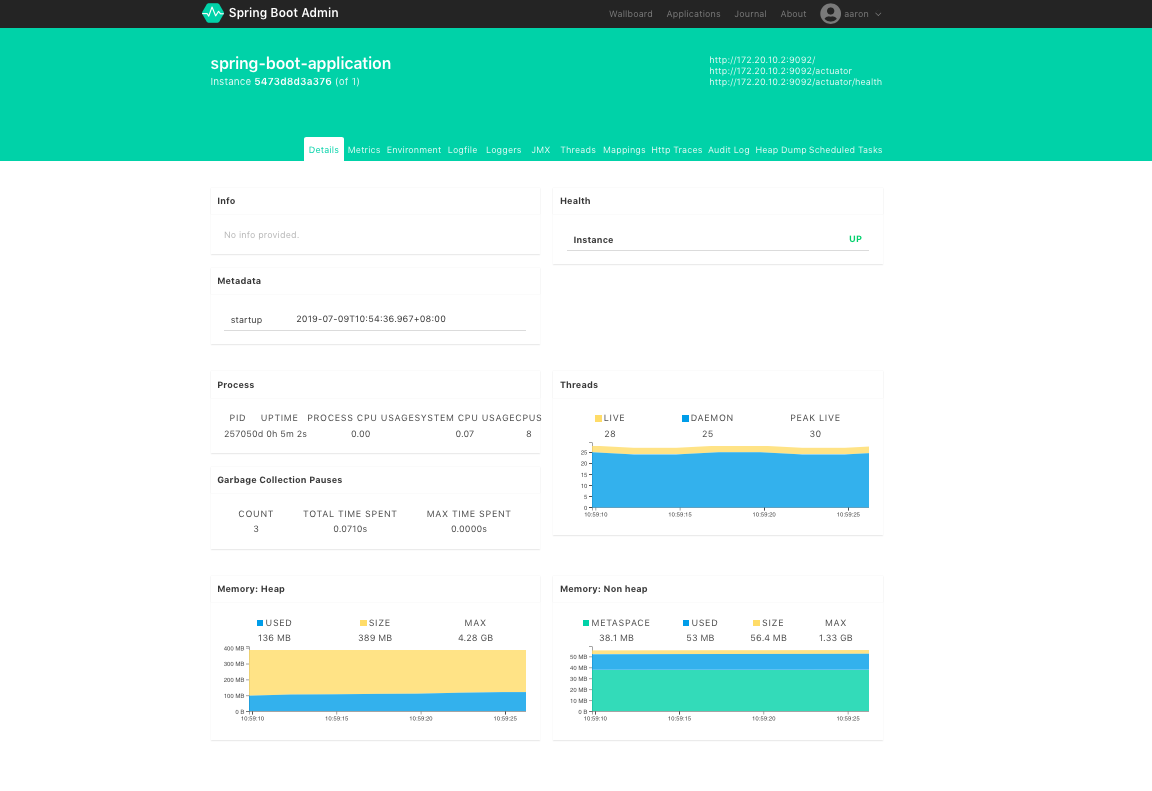 Spring Boot Admin
Wallboard Applications Journal About aaron
spring-boot-application
Instance 5473d8d3a376 (of 1)
http://172.20.10.2:9092/
http://172.20.10.2:9092/actuator
http://172.20.10.2:9092/actuator/health
Details Metrics Environment Logfile Loggers JMX Threads Mappings Http Traces Audit Log Heap Dump Scheduled Tasks
Info
No info provided.
Health
Instance UP
Metadata
startup 2019-07-09T10:54:36.967+08:00
Process
PID UPTIME PROCESS CPU USAGE SYSTEM CPU USAGE CPUS
25705 0d 0h 5m 2s 0.00 0.07 8
Garbage Collection Pauses
COUNT TOTAL TIME SPENT MAX TIME SPENT
3 0.0710s 0.0000s
Threads
LIVE DAEMON PEAK LIVE
28 25 30
25
20
15
10
5
0
10:59:10 10:59:15 10:59:20 10:59:25
Memory: Heap
USED SIZE MAX
136 MB 389 MB 4.28 GB
400 MB
300 MB
200 MB
100 MB
0 B
10:59:10 10:59:15 10:59:20 10:59:25
Memory: Non heap
METASPACE USED SIZE MAX
38.1 MB 53 MB 56.4 MB 1.33 GB
50 MB
40 MB
30 MB
20 MB
10 MB
0 B
10:59:10 10:59:15 10:59:20 10:59:25